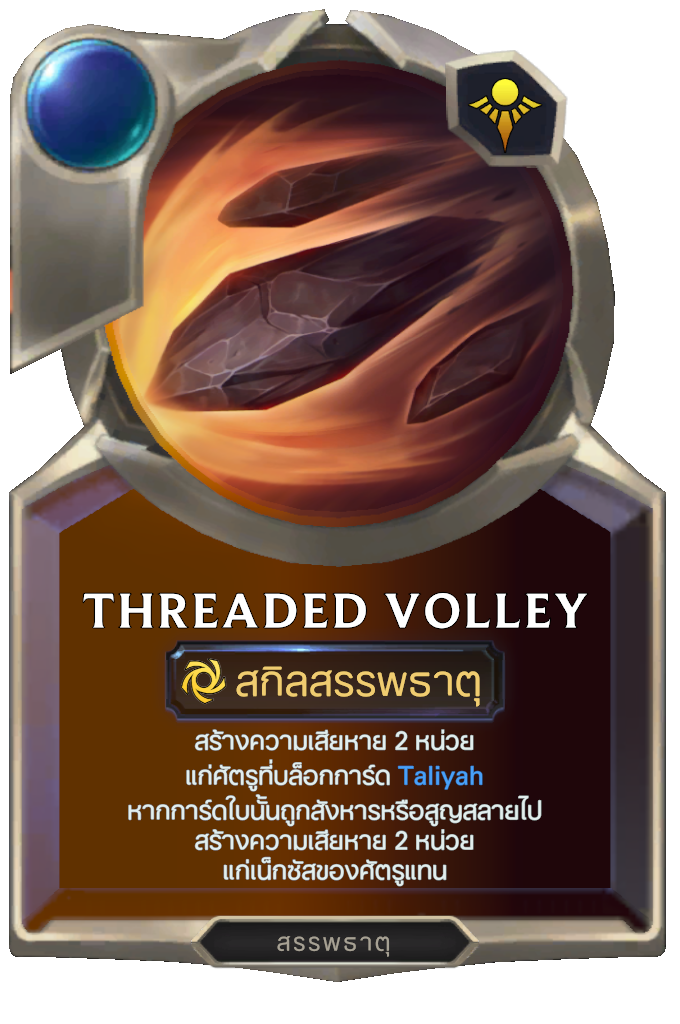 THREADED VOLLEY
สกิลสรรพธาตุ
สร้างความเสียหาย 2 หน่วย
แก่ศัตรูที่บล็อกการ์ด Taliyah
หากการ์ดใบนั้นถูกสังหารหรือสูญสลายไป
สร้างความเสียหาย 2 หน่วย
แก่เน็กซัสของศัตรูแทน
สรรพธาตุ